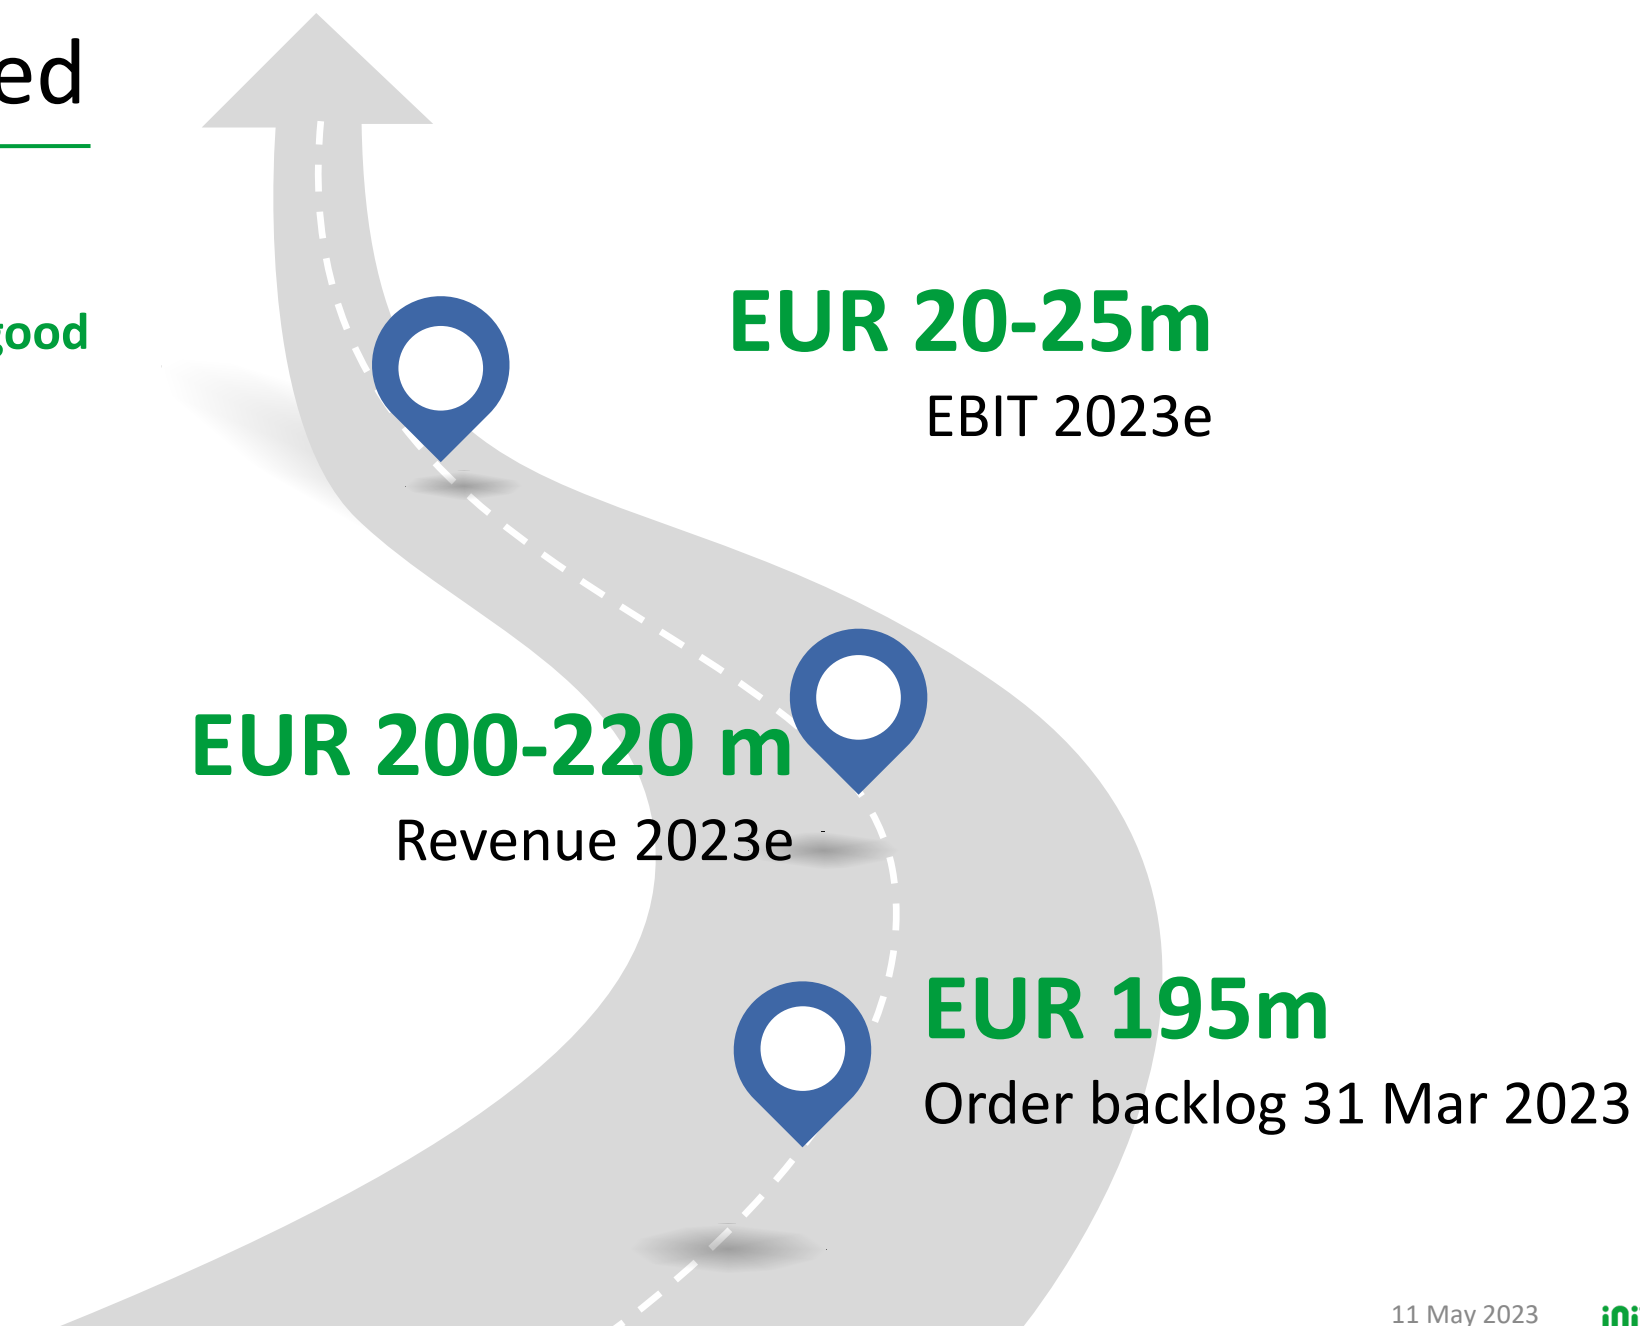 ed
good
EUR 20-25m
EBIT 2023e
EUR 200-220 m
Revenue 2023e
EUR 195m
Order backlog 31 Mar 2023
11 May 2023
ini